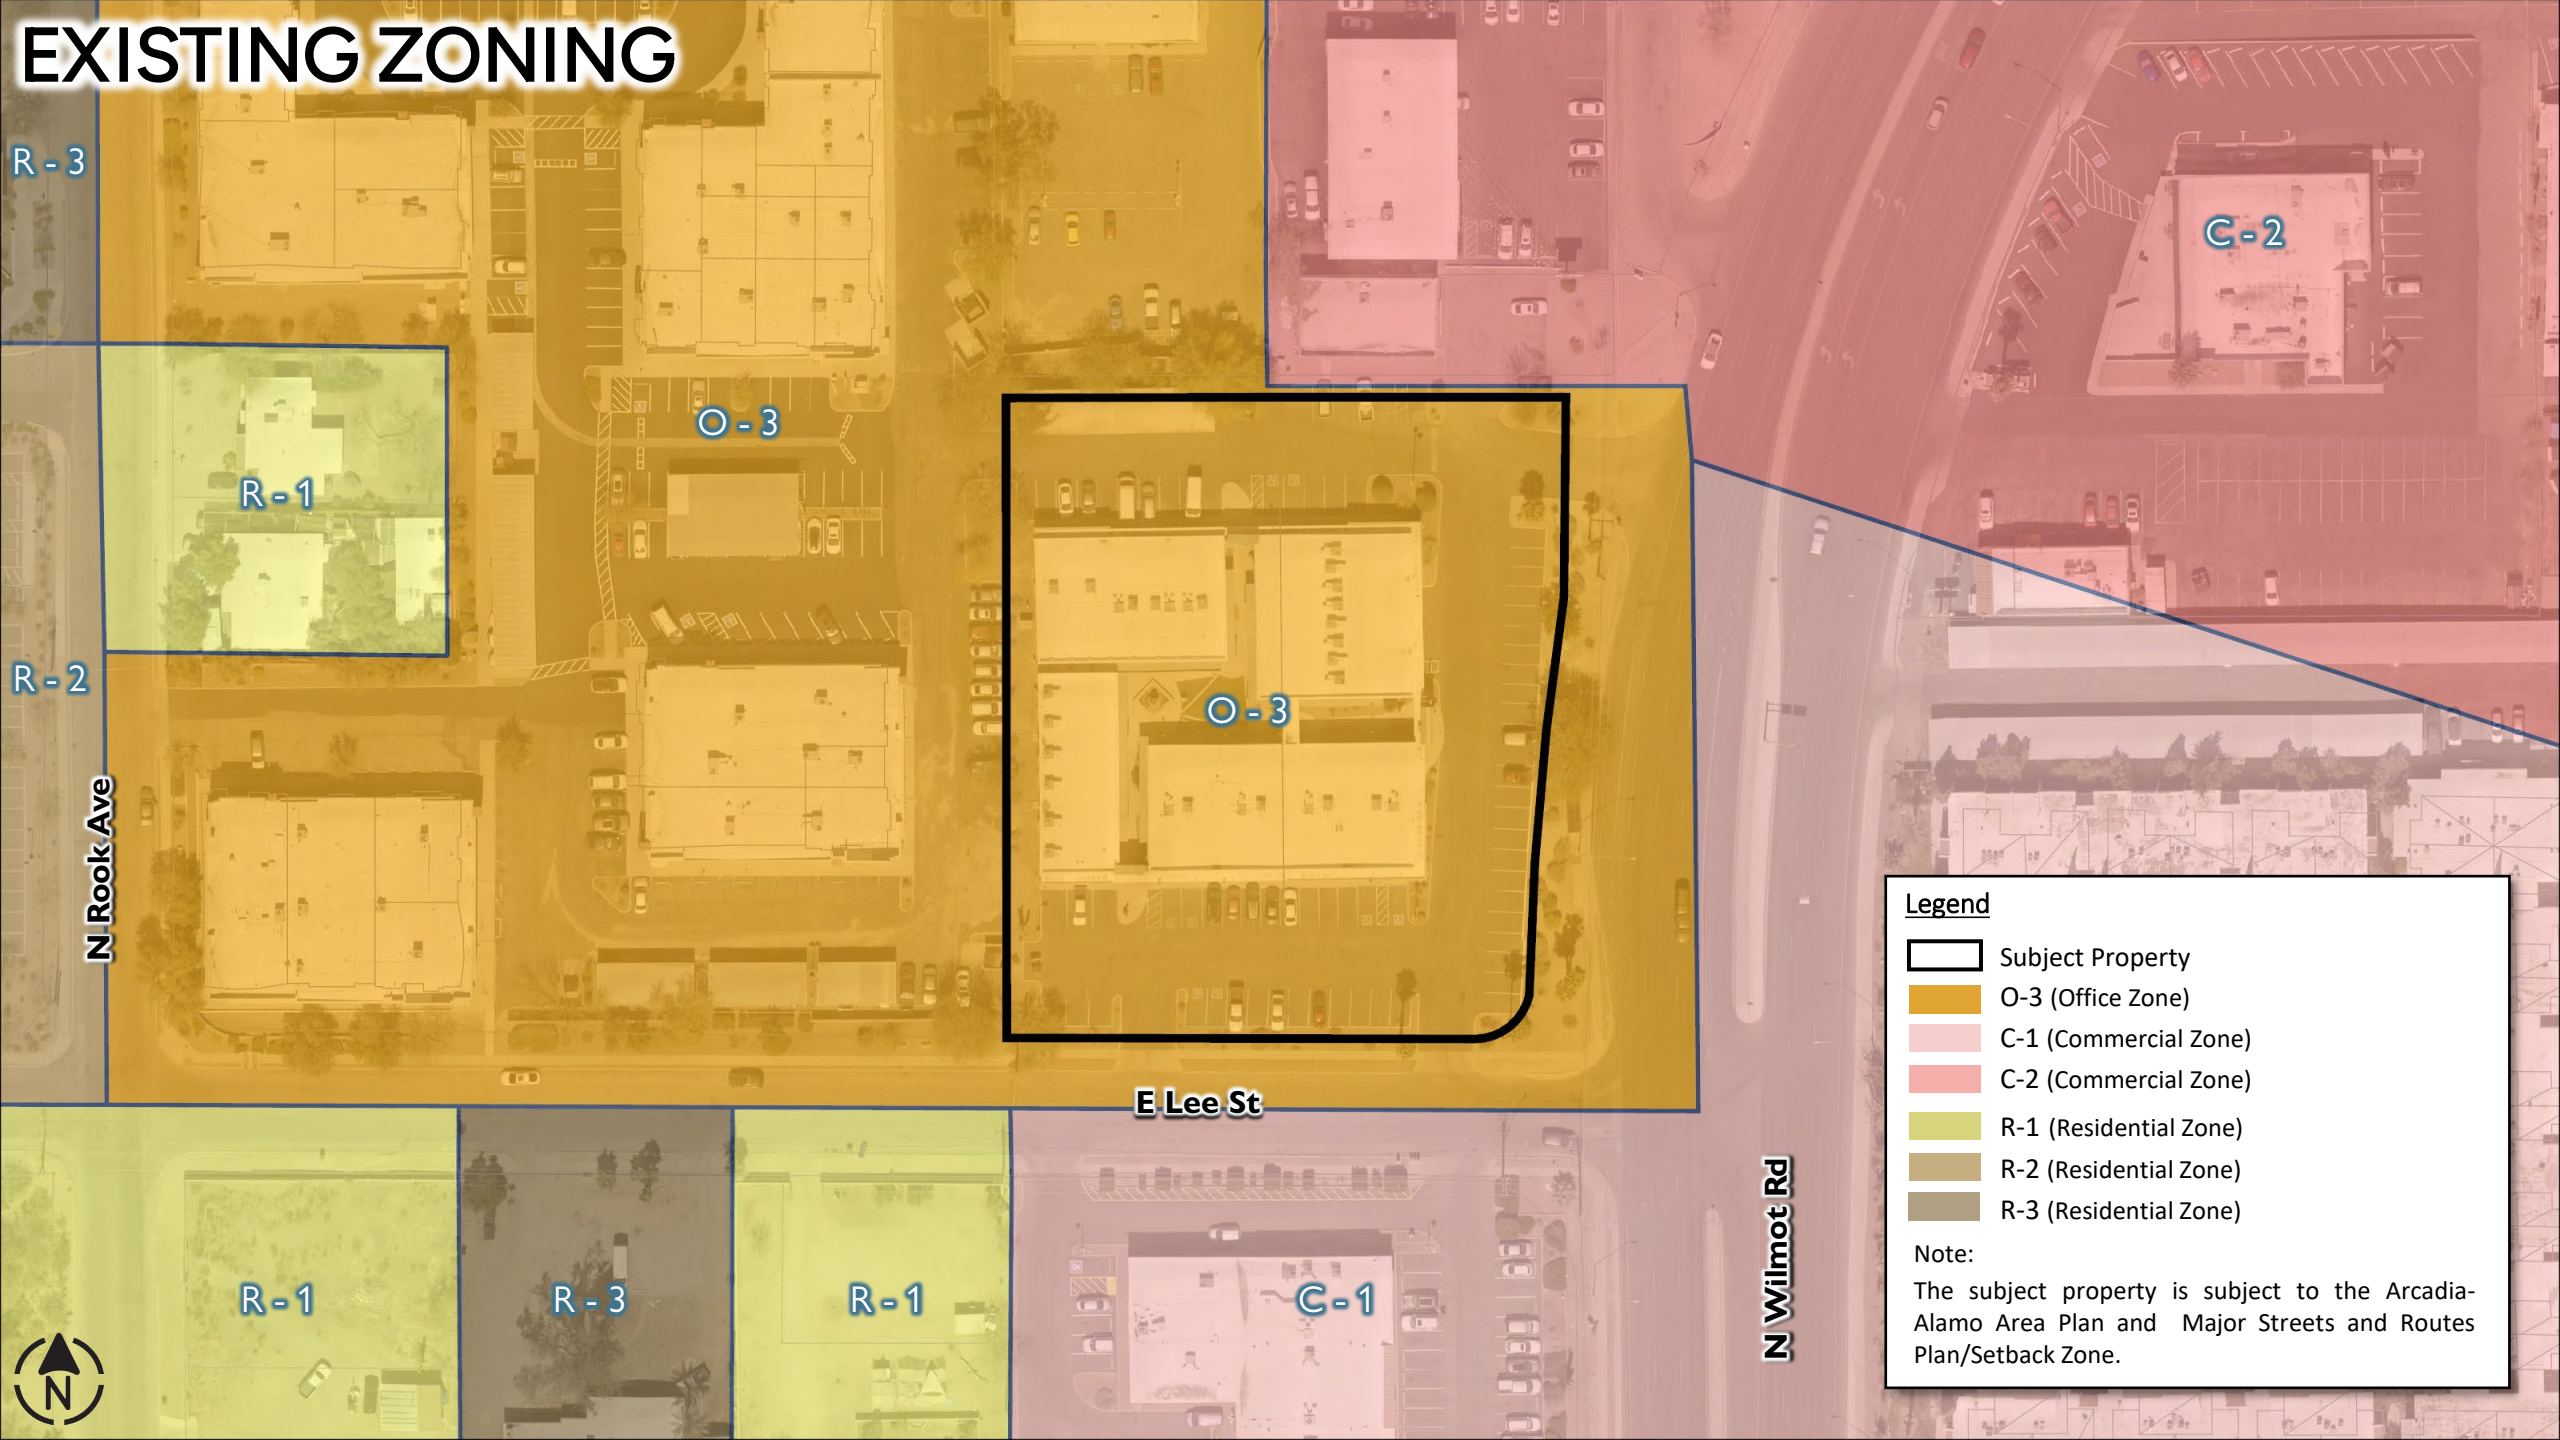 EXISTING ZONING
R - 3
C - 2
O - 3
R - 1
R - 2
O - 3
N Rook Ave
E Lee St
R - 1
R - 3
R - 1
C - 1
N Wilmot Rd
N
Legend
Subject Property
O-3 (Office Zone)
C-1 (Commercial Zone)
C-2 (Commercial Zone)
R-1 (Residential Zone)
R-2 (Residential Zone)
R-3 (Residential Zone)
Note:
The subject property is subject to the Arcadia-
Alamo Area Plan and Major Streets and Routes
Plan/Setback Zone.